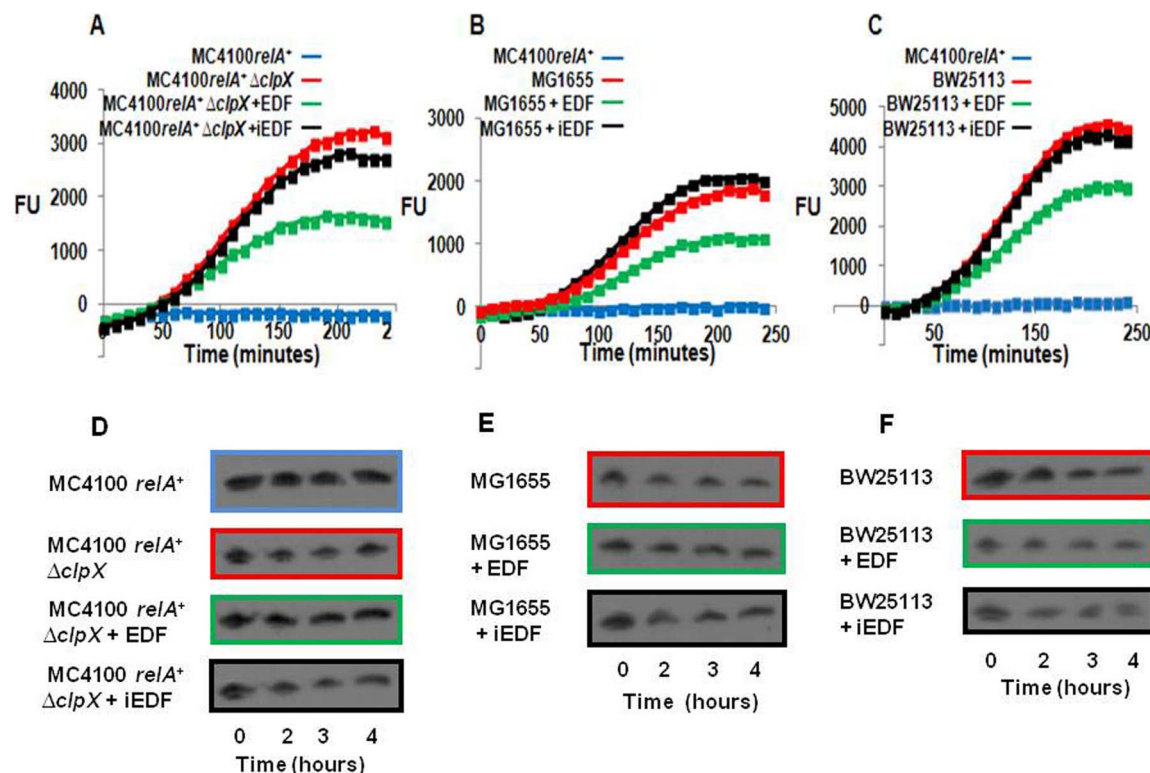 A
MC4100relA⁺
MC4100relA⁺ ΔclpX
MC4100relA⁺ ΔclpX +EDF
MC4100relA⁺ ΔclpX +iEDF
4000
3000
2000
1000
0
FU
0 50 100 150 200 2
Time (minutes)
B
MC4100relA⁺
MG1655
MG1655 + EDF
MG1655 + iEDF
3000
2000
1000
0
FU
0 50 100 150 200 250
Time (minutes)
C
MC4100relA⁺
BW25113
BW25113 + EDF
BW25113 + iEDF
5000
4000
3000
2000
1000
0
FU
50 150 250
Time (minutes)
D
MC4100 relA⁺
MC4100 relA⁺
ΔclpX
MC4100 relA⁺
ΔclpX + EDF
MC4100 relA⁺
ΔclpX + iEDF
0 2 3 4
Time (hours)
E
MG1655
MG1655
+ EDF
MG1655
+ iEDF
0 2 3 4
Time (hours)
F
BW25113
BW25113
+ EDF
BW25113
+ iEDF
0 2 3 4
Time (hours)